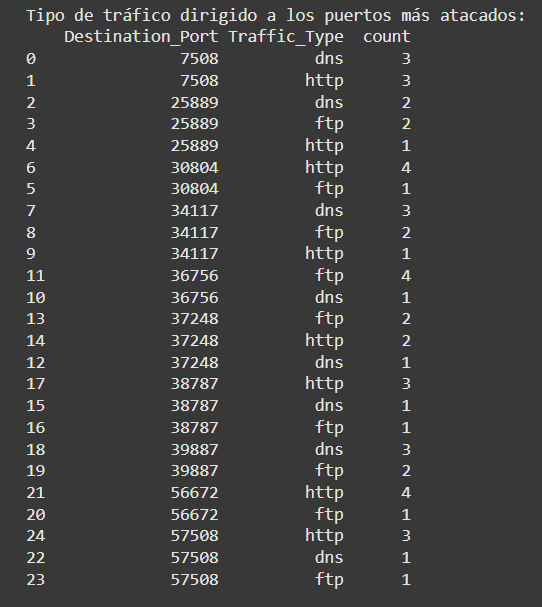 Tipo de tráfico dirigido a los puertos más atacados:
    Destination_Port Traffic_Type  count
0               7508          dns      3
1               7508         http      3
2              25889          dns      2
3              25889          ftp      2
4              25889         http      1
6              30804         http      4
5              30804          ftp      1
7              34117          dns      3
8              34117          ftp      2
9              34117         http      1
11             36756          ftp      4
10             36756          dns      1
13             37248          ftp      2
14             37248         http      2
12             37248          dns      1
17             38787         http      3
15             38787          dns      1
16             38787          ftp      1
18             39887          dns      3
19             39887          ftp      2
21             56672         http      4
20             56672          ftp      1
24             57508         http      3
22             57508          dns      1
23             57508          ftp      1